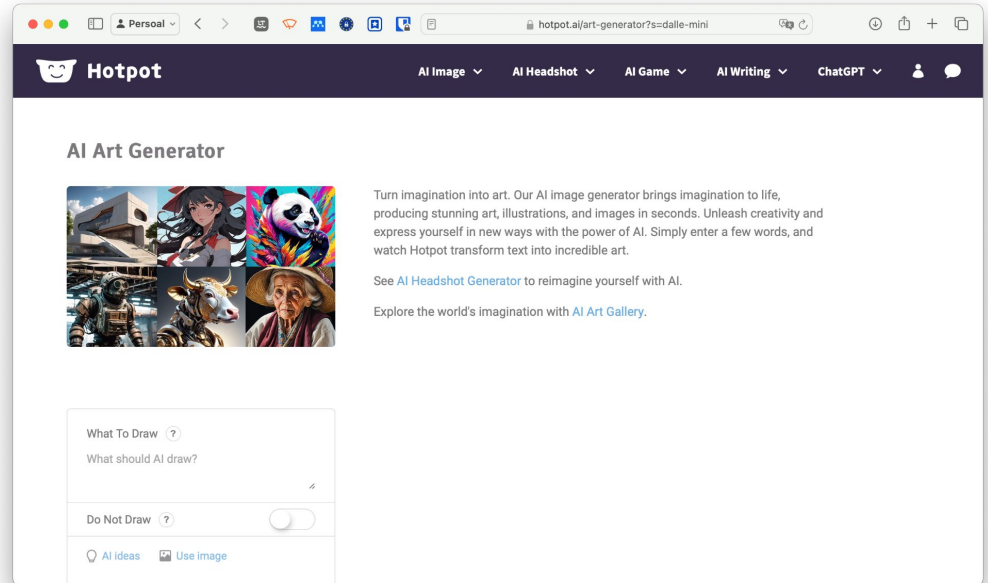 Persoal
hotpot.ai/art-generator?s=dalle-mini
Hotpot
AI Image
AI Headshot
AI Game
AI Writing
ChatGPT
AI Art Generator
Turn imagination into art. Our AI image generator brings imagination to life,
producing stunning art, illustrations, and images in seconds. Unleash creativity and
express yourself in new ways with the power of AI. Simply enter a few words, and
watch Hotpot transform text into incredible art.
See AI Headshot Generator to reimagine yourself with AI.
Explore the world's imagination with AI Art Gallery.
What To Draw ?
What should AI draw?
Do Not Draw ?
AI ideas
Use image